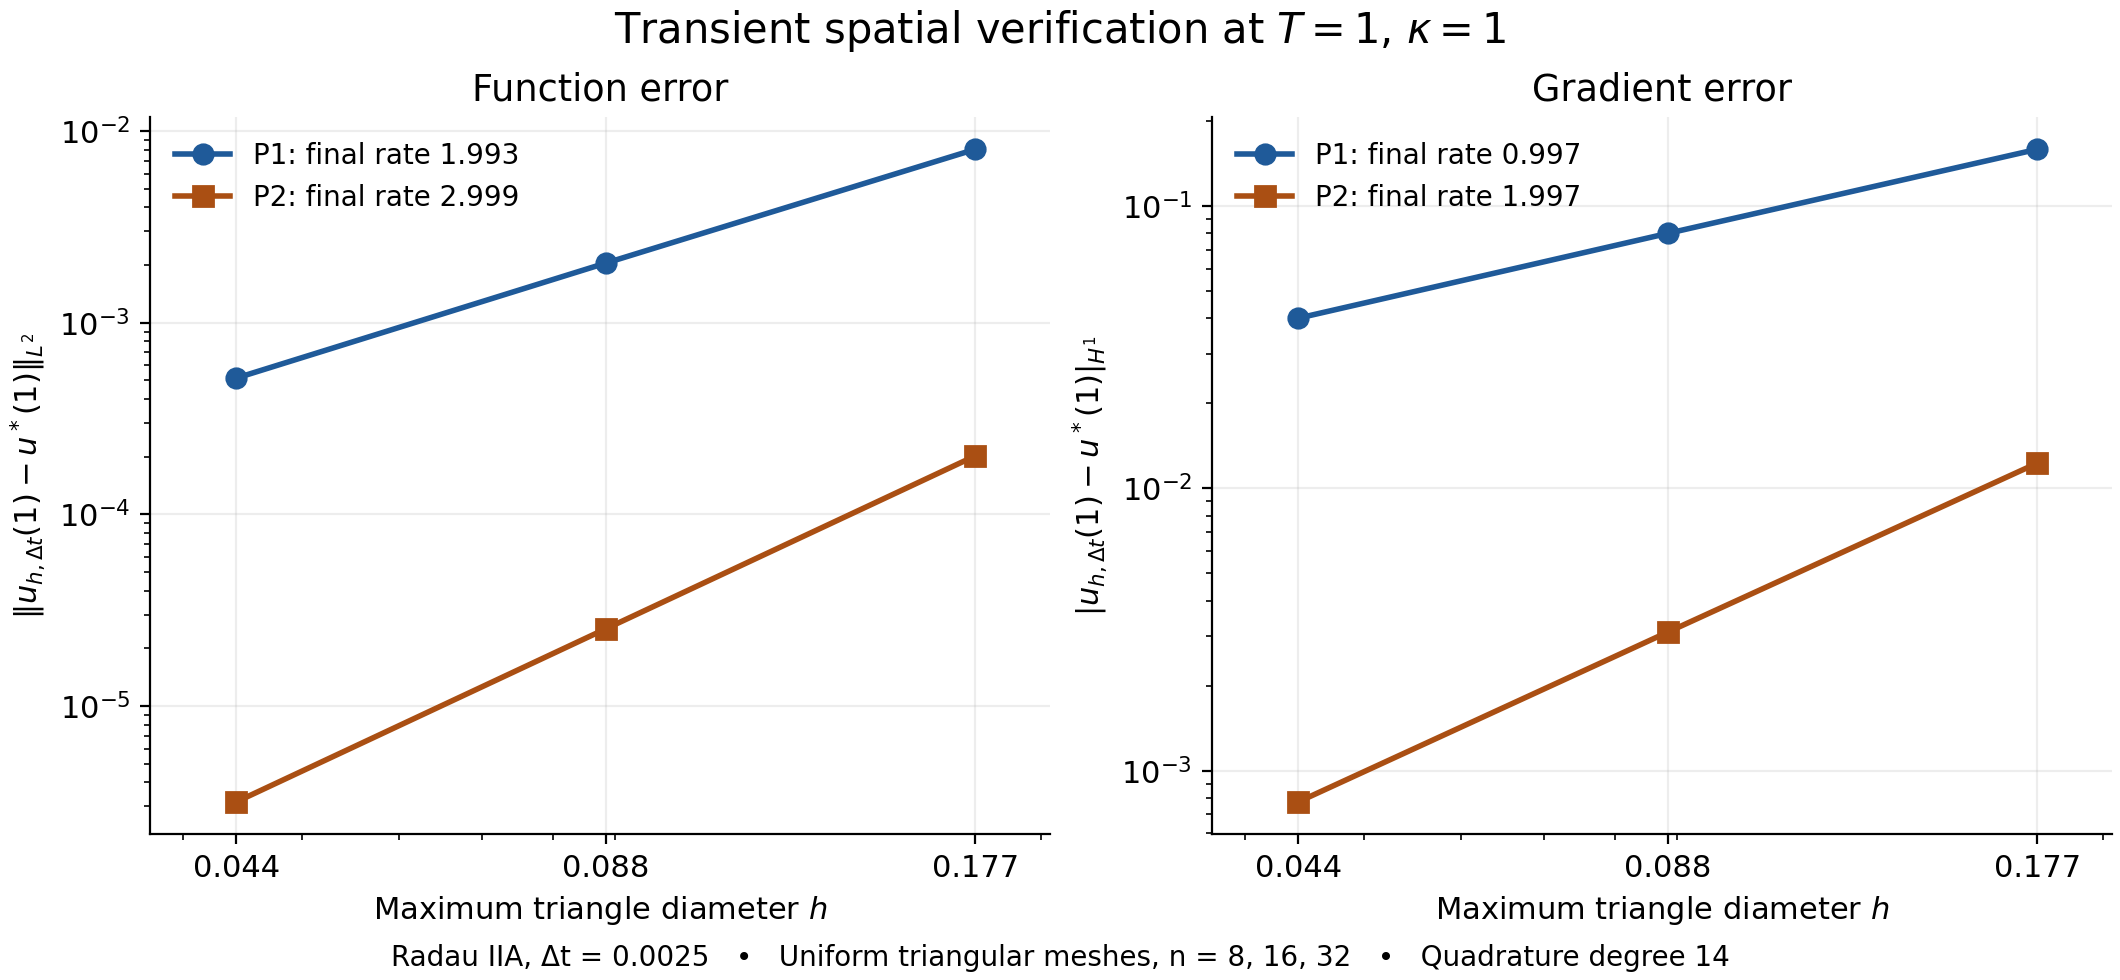 Transient spatial verification at T = 1, κ = 1
Function error
10⁻²
10⁻³
10⁻⁴
10⁻⁵
‖u_{h, Δt}(1) − u*(1)‖_{L²}
P1: final rate 1.993
P2: final rate 2.999
0.044
0.088
0.177
Maximum triangle diameter h
Gradient error
10⁻¹
10⁻²
10⁻³
|u_{h, Δt}(1) − u*(1)|_{H¹}
P1: final rate 0.997
P2: final rate 1.997
0.044
0.088
0.177
Maximum triangle diameter h
Radau IIA, Δt = 0.0025 • Uniform triangular meshes, n = 8, 16, 32 • Quadrature degree 14